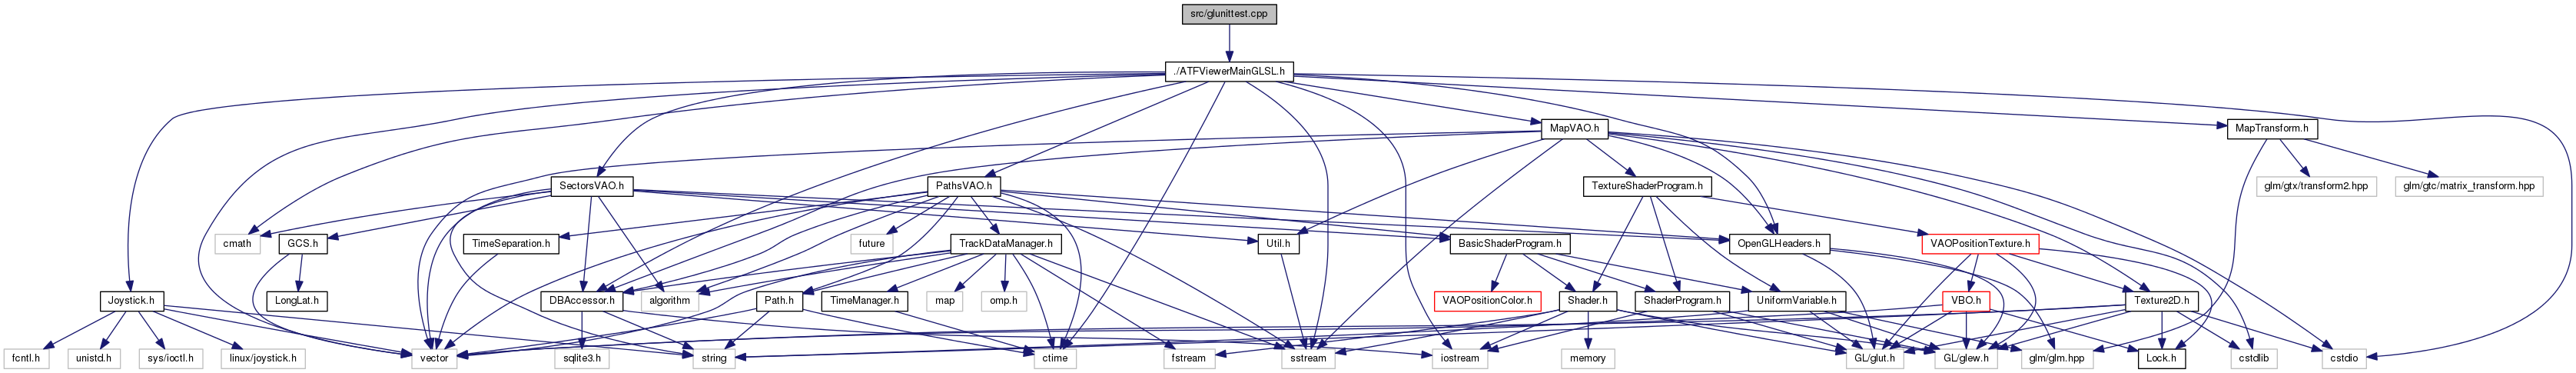 src/glunittest.cpp
./ATFViewerMainGLSL.h
MapVAO.h
MapTransform.h
SectorsVAO.h
PathsVAO.h
TextureShaderProgram.h
glm/gtx/transform2.hpp
glm/gtc/matrix_transform.hpp
cmath
GCS.h
TimeSeparation.h
Util.h
future
TrackDataManager.h
BasicShaderProgram.h
OpenGLHeaders.h
VAOPositionTexture.h
Joystick.h
LongLat.h
DBAccessor.h
algorithm
Path.h
TimeManager.h
map
omp.h
VAOPositionColor.h
Shader.h
ShaderProgram.h
UniformVariable.h
VBO.h
Texture2D.h
fcntl.h
unistd.h
sys/ioctl.h
linux/joystick.h
vector
sqlite3.h
string
ctime
fstream
sstream
iostream
memory
GL/glut.h
GL/glew.h
glm/glm.hpp
Lock.h
cstdlib
cstdio